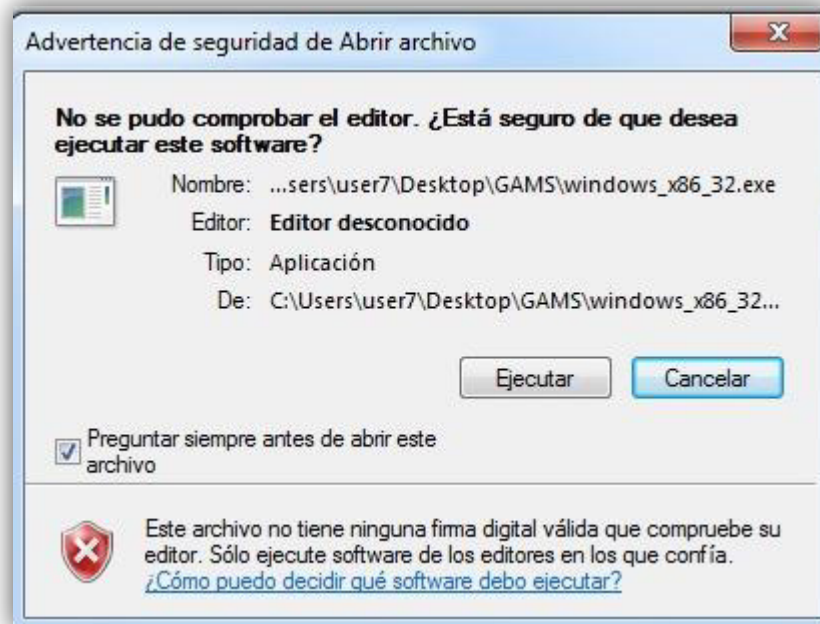 Advertencia de seguridad de Abrir archivo
No se pudo comprobar el editor. ¿Está seguro de que desea
ejecutar este software?
Nombre: ...sers\user7\Desktop\GAMS\windows_x86_32.exe
Editor: Editor desconocido
Tipo: Aplicación
De: C:\Users\user7\Desktop\GAMS\windows_x86_32...
Ejecutar Cancelar
Preguntar siempre antes de abrir este
archivo
Este archivo no tiene ninguna firma digital válida que compruebe su
editor. Sólo ejecute software de los editores en los que confía.
¿Cómo puedo decidir qué software debo ejecutar?